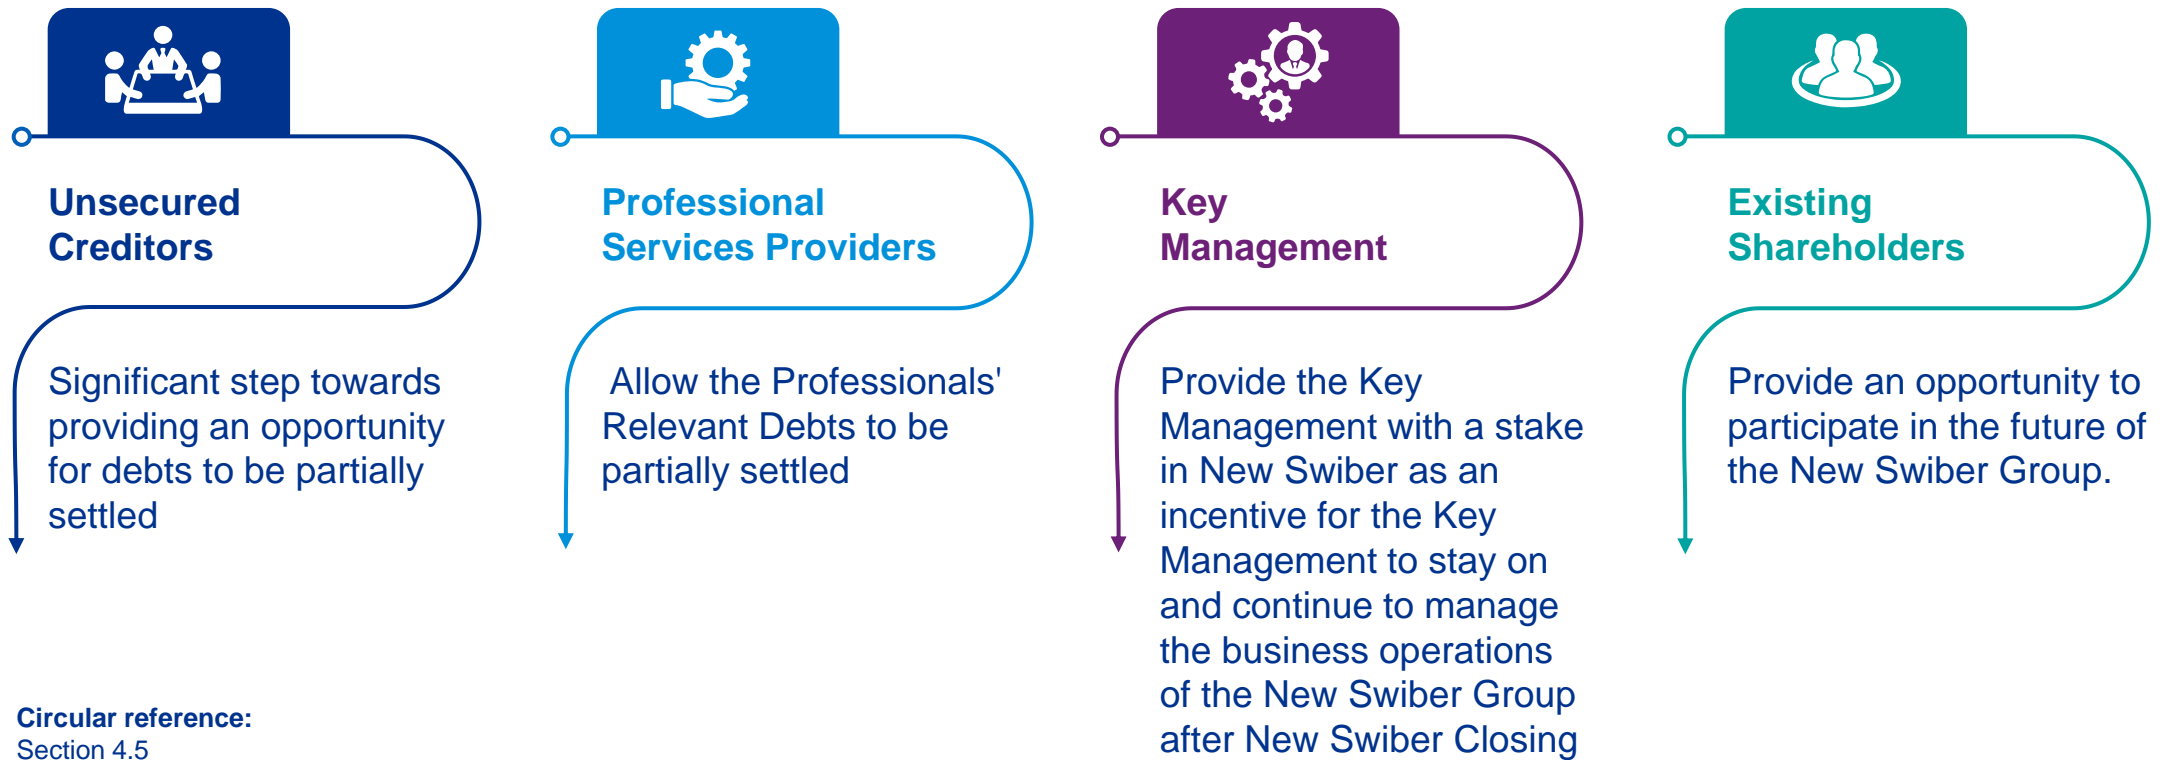 Unsecured
Creditors
Significant step towards
providing an opportunity
for debts to be partially
settled
Professional
Services Providers
Allow the Professionals'
Relevant Debts to be
partially settled
Key
Management
Provide the Key
Management with a stake
in New Swiber as an
incentive for the Key
Management to stay on
and continue to manage
the business operations
of the New Swiber Group
after New Swiber Closing
Existing
Shareholders
Provide an opportunity to
participate in the future of
the New Swiber Group.
Circular reference:
Section 4.5